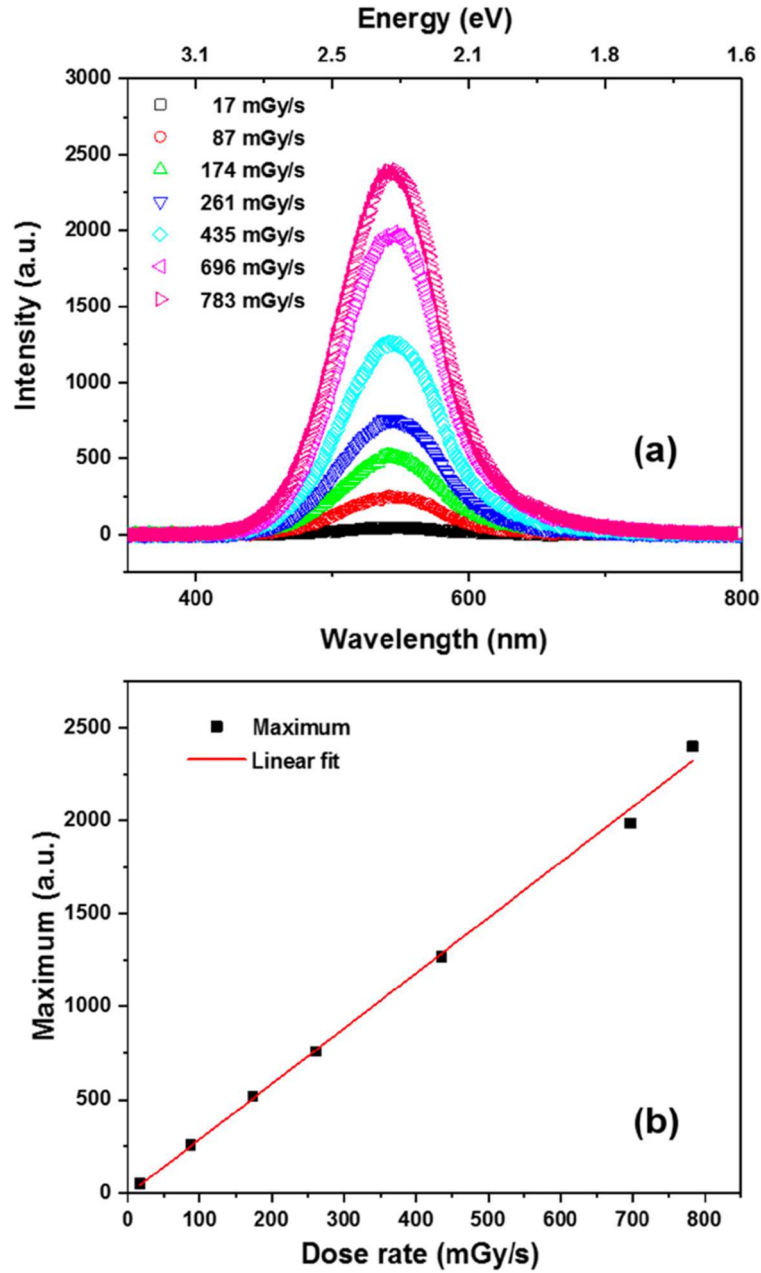 Energy (eV)
3.1 2.5 2.1 1.8 1.6
3000
2500
2000
1500
1000
500
0
Intensity (a.u.)
17 mGy/s
87 mGy/s
174 mGy/s
261 mGy/s
435 mGy/s
696 mGy/s
783 mGy/s
(a)
400 600 800
Wavelength (nm)
2500
2000
1500
1000
500
0
Maximum (a.u.)
Maximum
Linear fit
(b)
0 100 200 300 400 500 600 700 800
Dose rate (mGy/s)